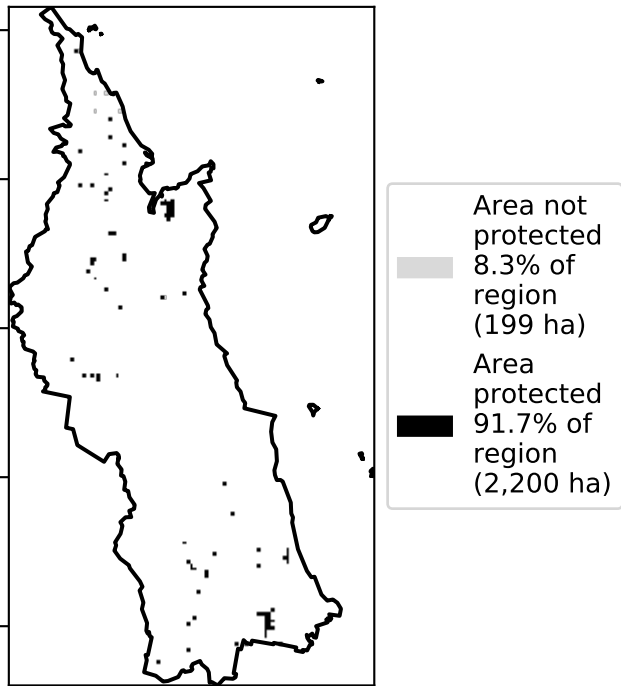 Area not
protected
8.3% of
region
(199 ha)
Area
protected
91.7% of
region
(2,200 ha)